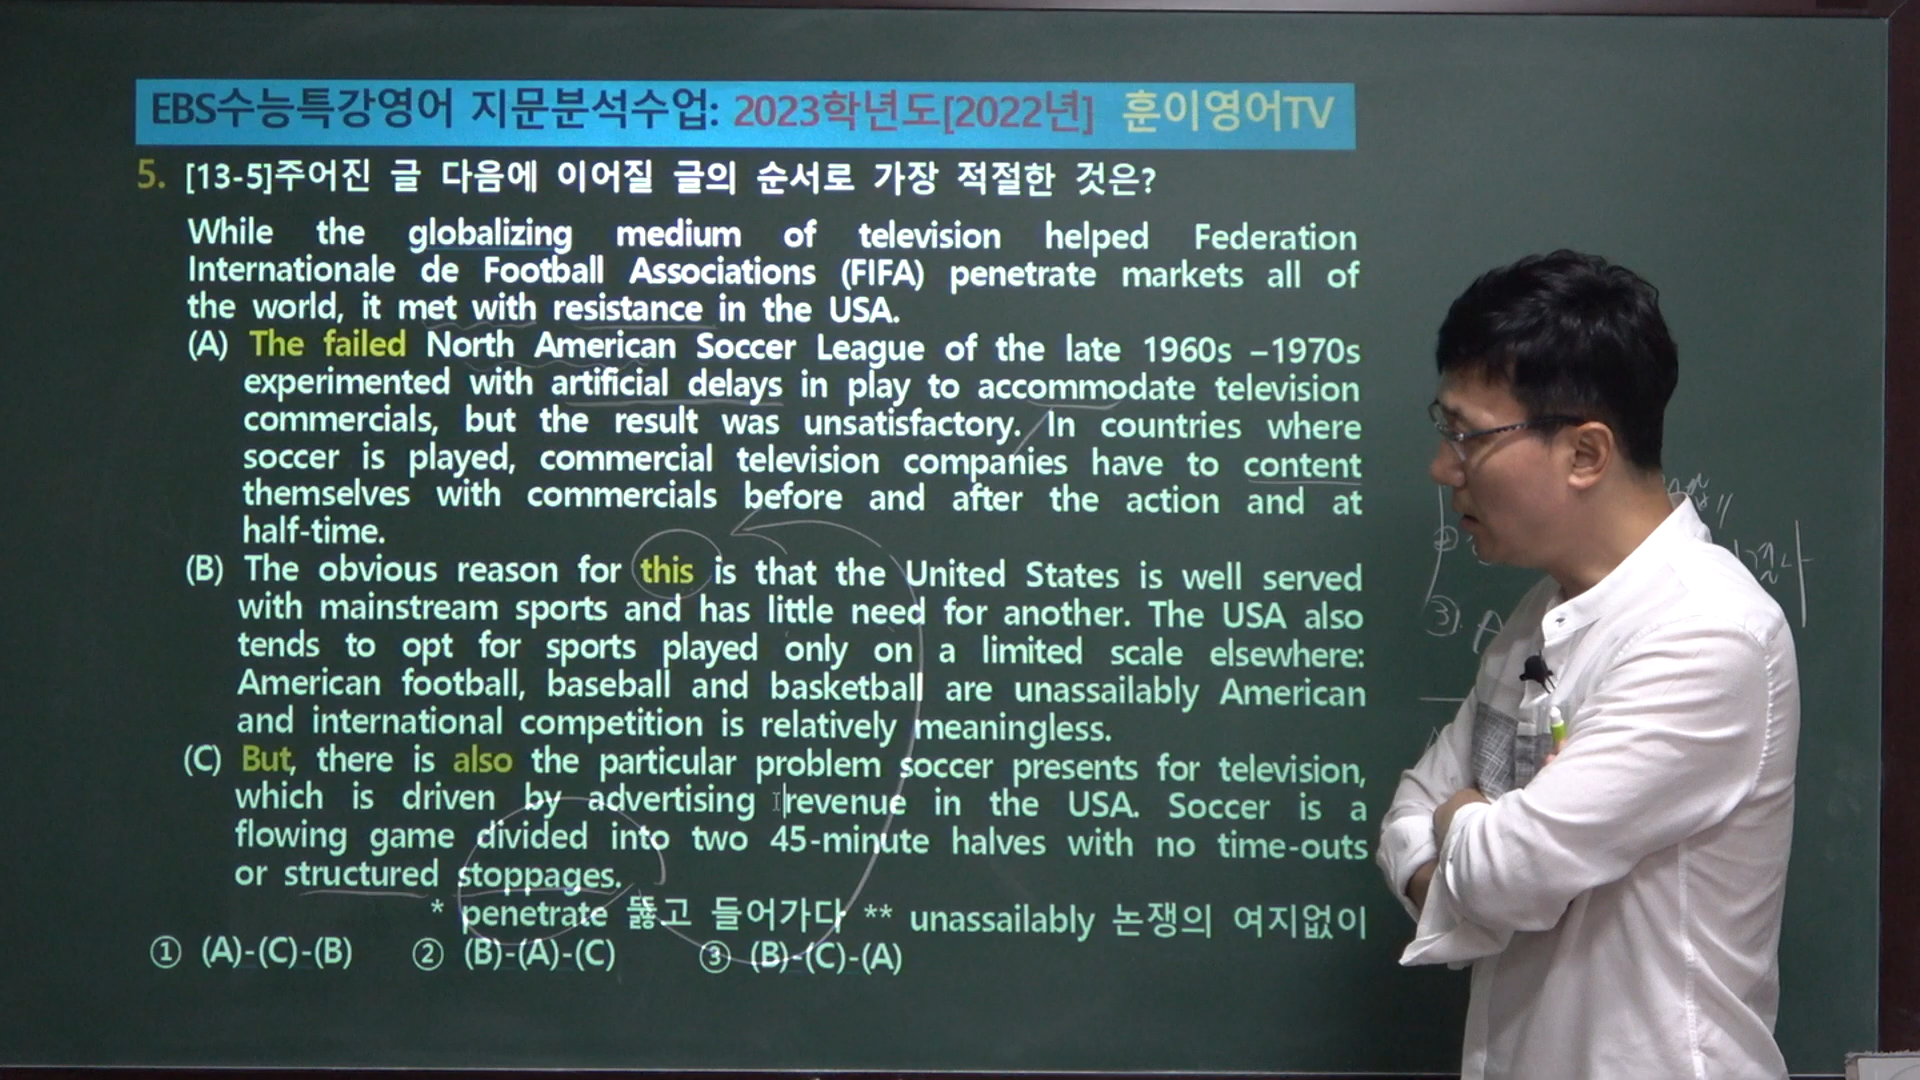 EBS수능특강영어 지문분석수업: 2023학년도[2022년] 훈이영어TV
5. [13-5]주어진 글 다음에 이어질 글의 순서로 가장 적절한 것은?
While the globalizing medium of television helped Federation
Internationale de Football Associations (FIFA) penetrate markets all of
the world, it met with resistance in the USA.
(A) The failed North American Soccer League of the late 1960s –1970s
experimented with artificial delays in play to accommodate television
commercials, but the result was unsatisfactory. In countries where
soccer is played, commercial television companies have to content
themselves with commercials before and after the action and at
half-time.
(B) The obvious reason for this is that the United States is well served
with mainstream sports and has little need for another. The USA also
tends to opt for sports played only on a limited scale elsewhere:
American football, baseball and basketball are unassailably American
and international competition is relatively meaningless.
(C) But, there is also the particular problem soccer presents for television,
which is driven by advertising revenue in the USA. Soccer is a
flowing game divided into two 45-minute halves with no time-outs
or structured stoppages.
* penetrate 뚫고 들어가다 ** unassailably 논쟁의 여지없이
① (A)-(C)-(B) ② (B)-(A)-(C) ③ (B)-(C)-(A)
③. A